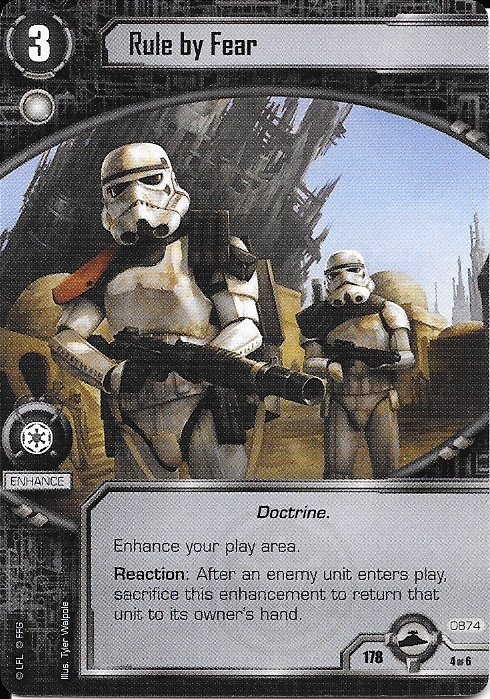 3
Rule by Fear
ENHANCE
Doctrine.
Enhance your play area.
Reaction: After an enemy unit enters play,
sacrifice this enhancement to return that
unit to its owner's hand.
0874
178
4 of 6
© LFL © FFG
Illus. Tyler Walpole